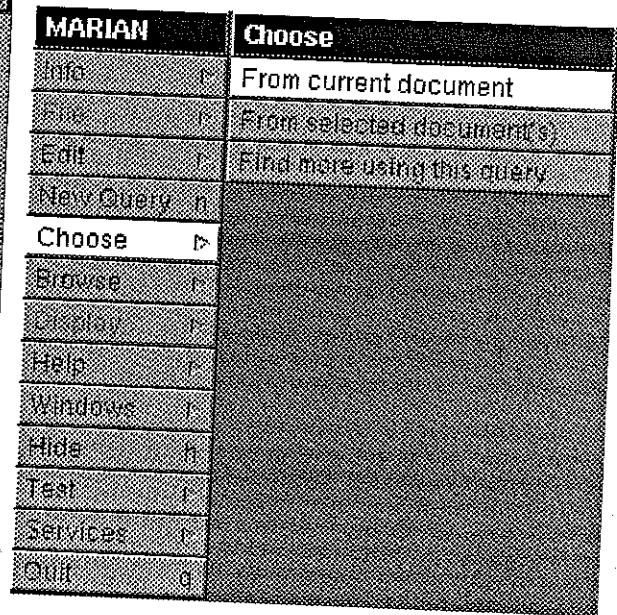 MARIAN
Info
Find
Edit
New Query n
Choose
Browse
Display
Help
Windows
Hide h
Test
Services
Quit q
Choose
From current document
From selected document(s)
Find more using this query